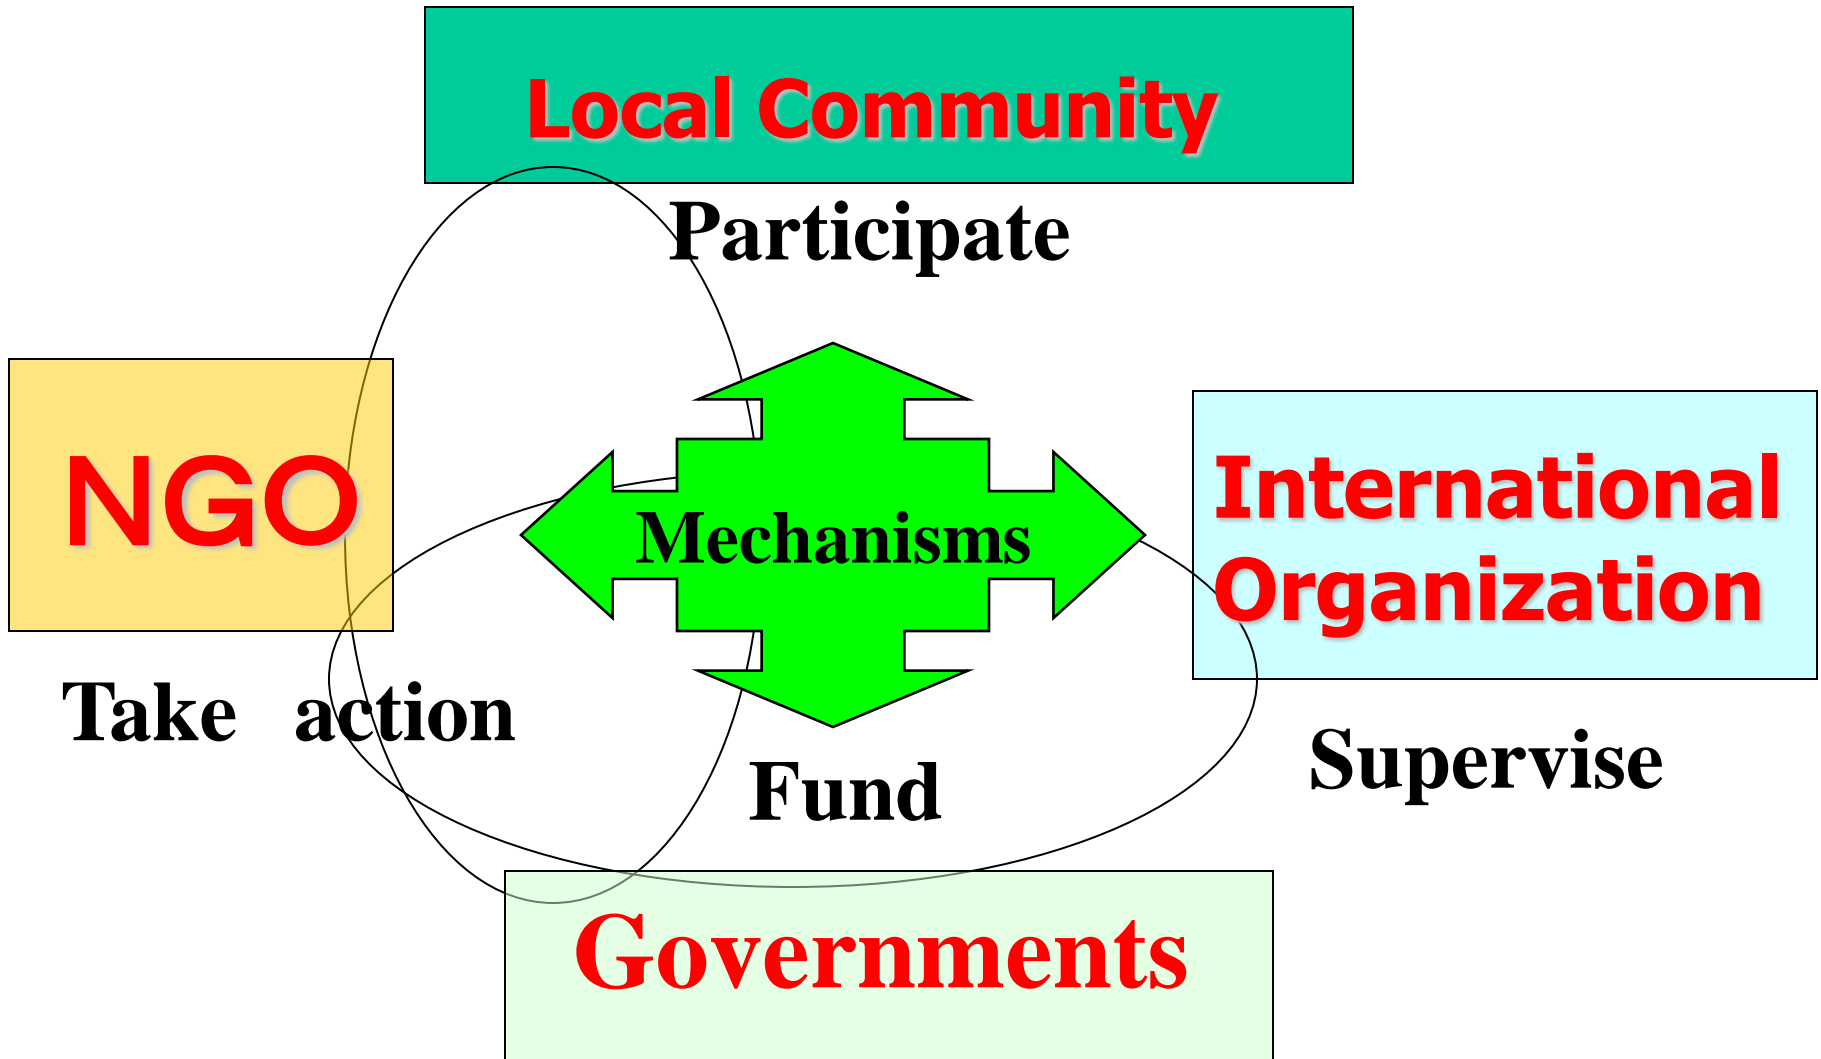 Local Community
Participate
NGO
Mechanisms
International
Organization
Take action
Supervise
Fund
Governments